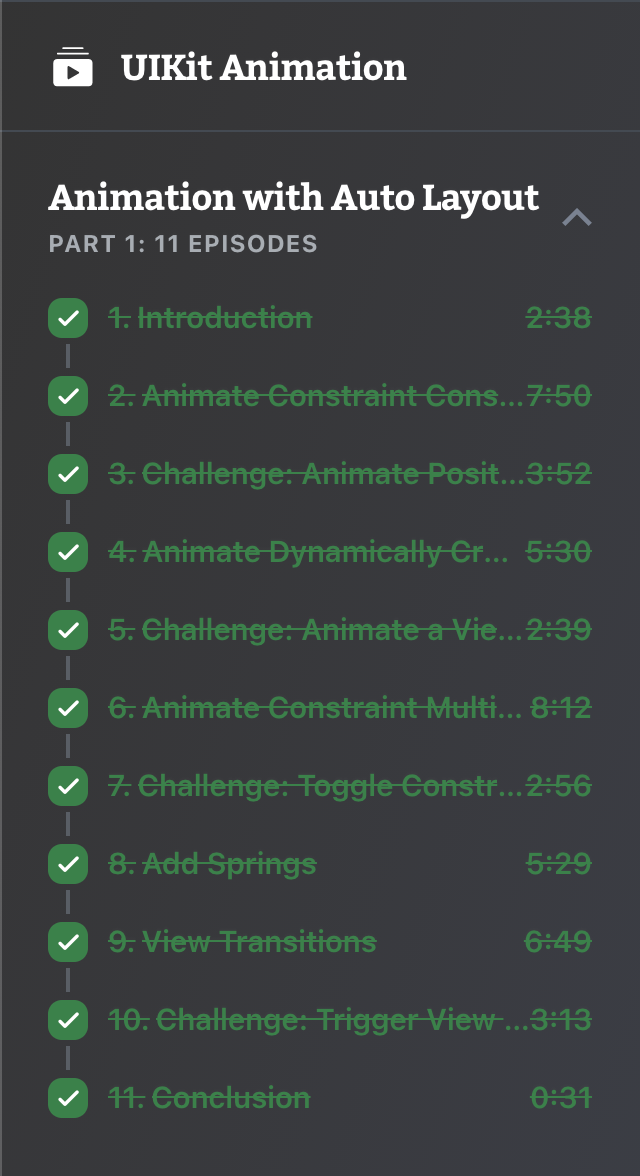 UIKit Animation
Animation with Auto Layout
PART 1: 11 EPISODES
1. Introduction 2:38
2. Animate Constraint Cons... 7:50
3. Challenge: Animate Posit... 3:52
4. Animate Dynamically Cr... 5:30
5. Challenge: Animate a Vie... 2:39
6. Animate Constraint Multi... 8:12
7. Challenge: Toggle Constr... 2:56
8. Add Springs 5:29
9. View Transitions 6:49
10. Challenge: Trigger View ... 3:13
11. Conclusion 0:31